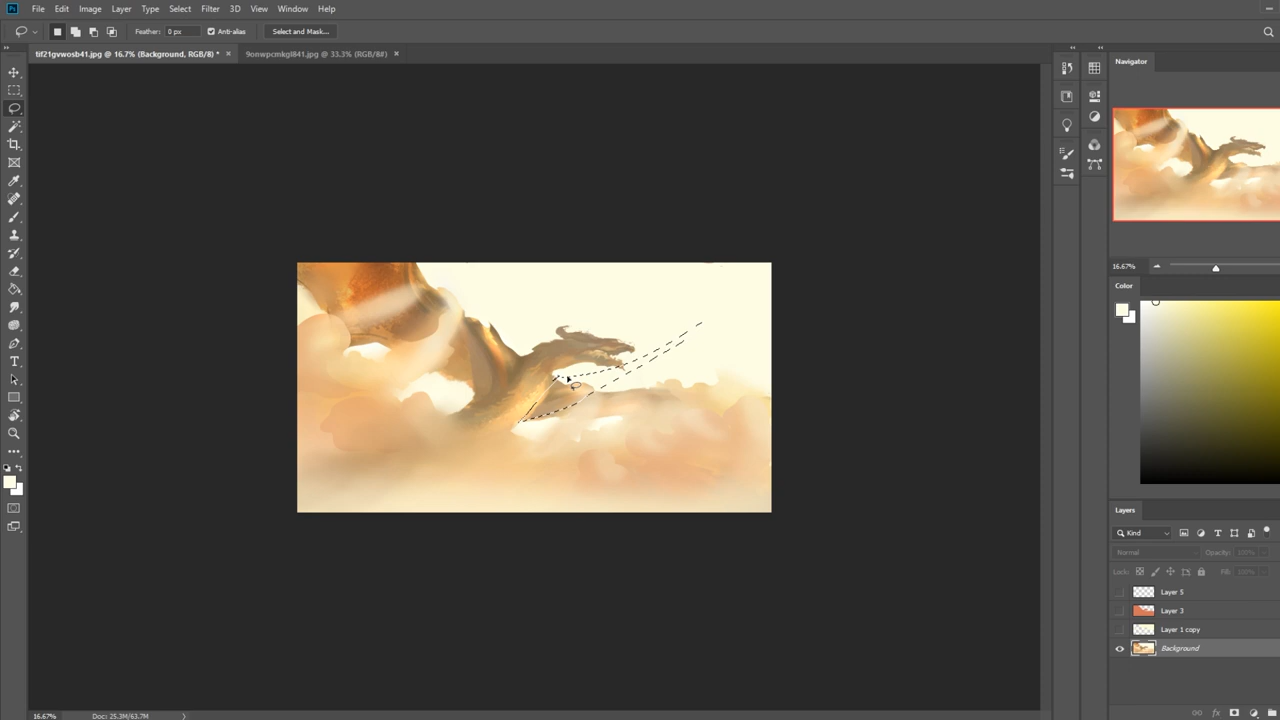 Ps File Edit Image Layer Type Select Filter 3D View Window Help
Feather: 0 px Anti-alias Select and Mask...
tif21gvwosb41.jpg @ 16.7% (Background, RGB/8) * × 9onwpcmkgl841.jpg @ 33.3% (RGB/8#) ×
Navigator
16.67%
Color
Layers
Kind
Normal Opacity: 100%
Lock: Fill: 100%
Layer 5
Layer 3
Layer 1 copy
Background
16.67% Doc: 25.3M/63.7M
fx